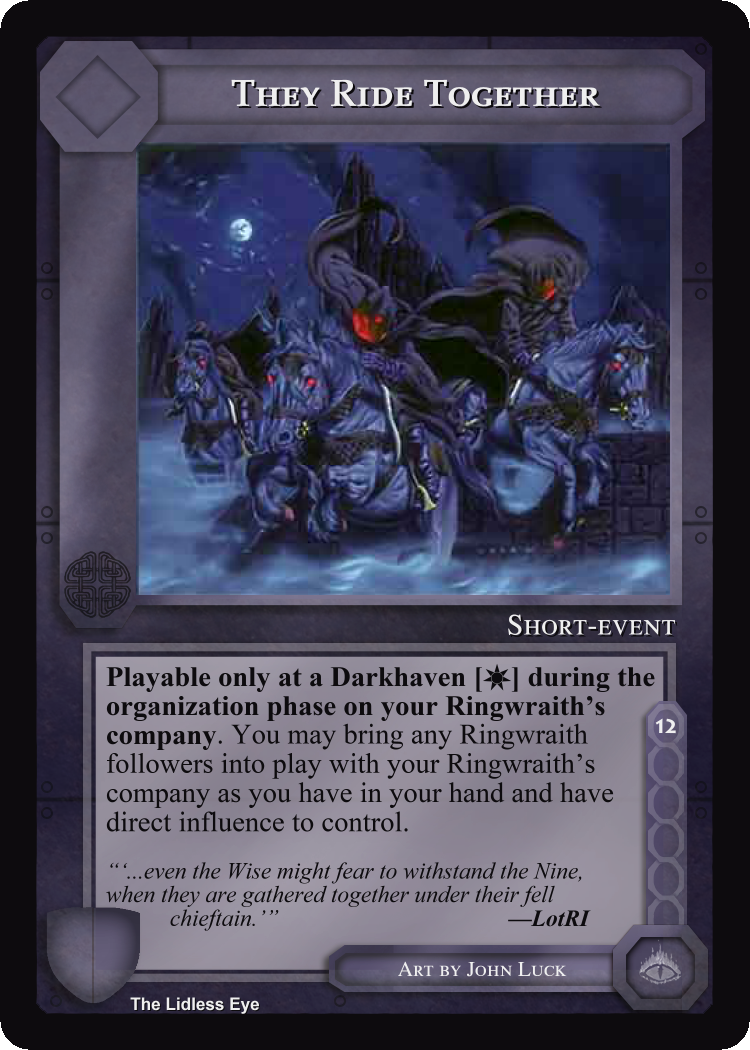 They Ride Together
Short-event
Playable only at a Darkhaven [☀] during the
organization phase on your Ringwraith's
company. You may bring any Ringwraith
followers into play with your Ringwraith's
company as you have in your hand and have
direct influence to control.
12
“‘...even the Wise might fear to withstand the Nine,
when they are gathered together under their fell
chieftain.’” —LotRI
Art by John Luck
The Lidless Eye